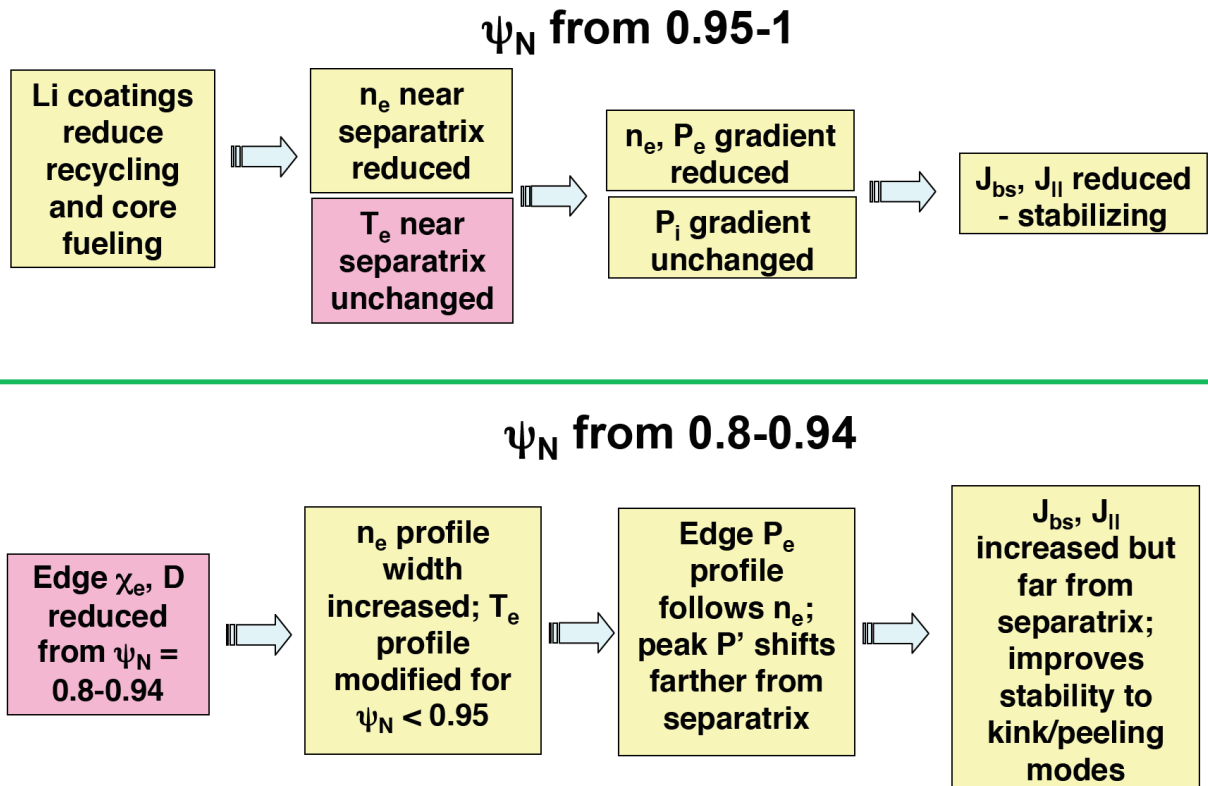 ψN from 0.95-1
Li coatings
reduce
recycling
and core
fueling
ne near
separatrix
reduced
Te near
separatrix
unchanged
ne, Pe gradient
reduced
Pi gradient
unchanged
Jbs, J|| reduced
- stabilizing
ψN from 0.8-0.94
Edge χe, D
reduced
from ψN =
0.8-0.94
ne profile
width
increased; Te
profile
modified for
ψN < 0.95
Edge Pe
profile
follows ne;
peak P' shifts
farther from
separatrix
Jbs, J||
increased but
far from
separatrix;
improves
stability to
kink/peeling
modes